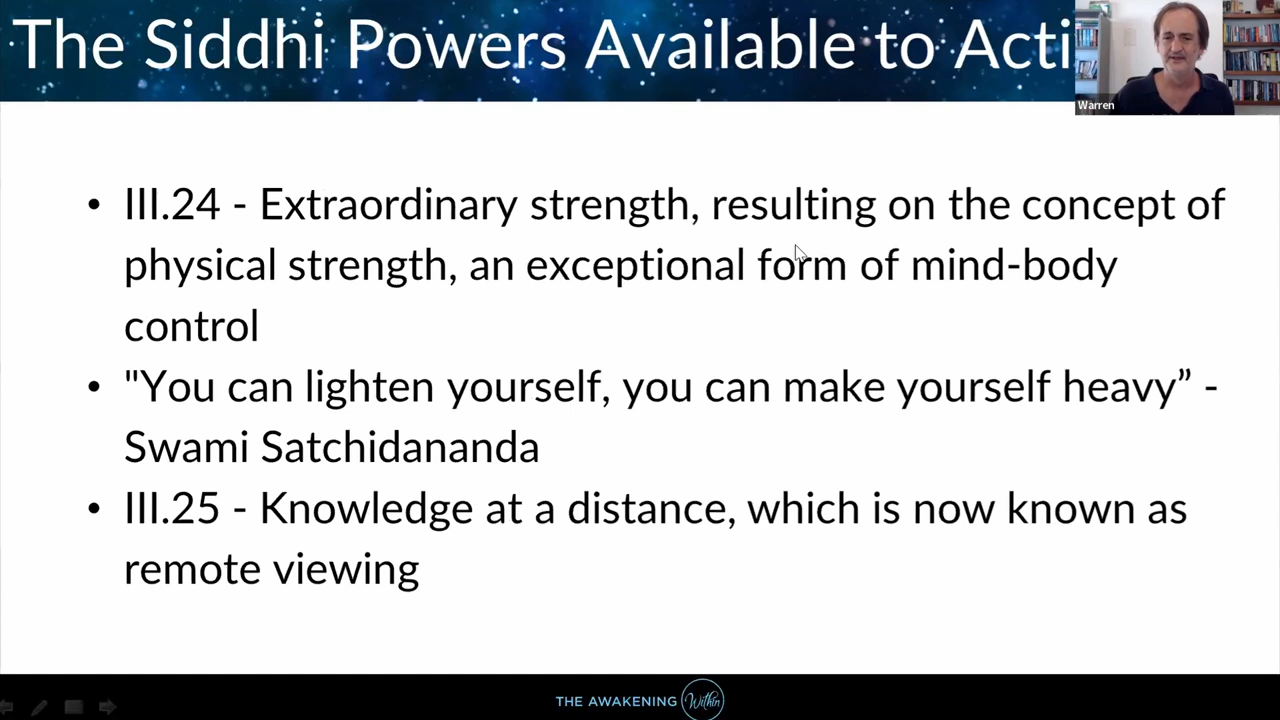 The Siddhi Powers Available to Acti
Warren
• III.24 - Extraordinary strength, resulting on the concept of
physical strength, an exceptional form of mind-body
control
• "You can lighten yourself, you can make yourself heavy” -
Swami Satchidananda
• III.25 - Knowledge at a distance, which is now known as
remote viewing
THE AWAKENING Within